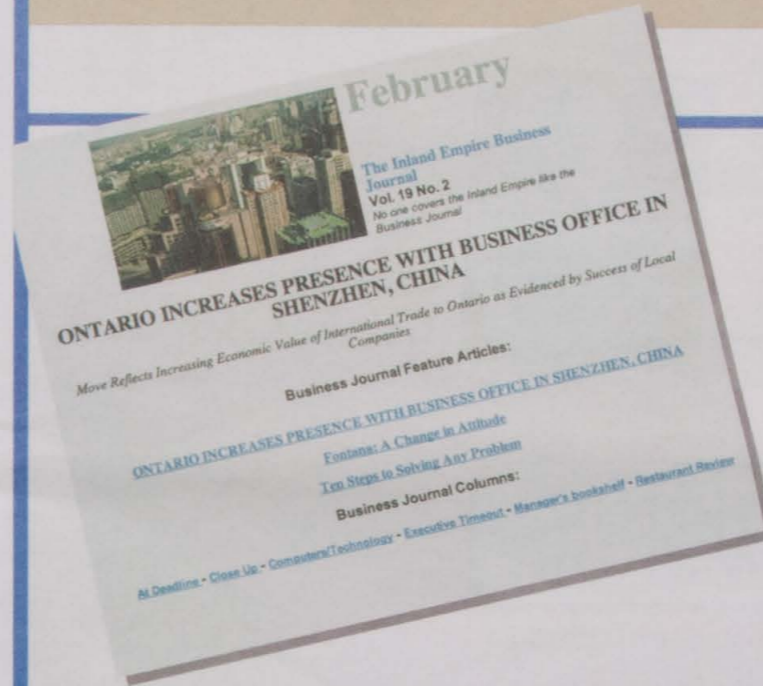 February
The Inland Empire Business
Journal
Vol. 19 No. 2
No one covers the Inland Empire like the
Business Journal
ONTARIO INCREASES PRESENCE WITH BUSINESS OFFICE IN
SHENZHEN, CHINA
Move Reflects Increasing Economic Value of International Trade to Ontario as Evidenced by Success of Local
Companies
Business Journal Feature Articles:
ONTARIO INCREASES PRESENCE WITH BUSINESS OFFICE IN SHENZHEN, CHINA
Fontana: A Change in Attitude
Ten Steps to Solving Any Problem
Business Journal Columns:
At Deadline - Close Up - Computers/Technology - Executive Timeout - Manager's bookshelf - Restaurant Review